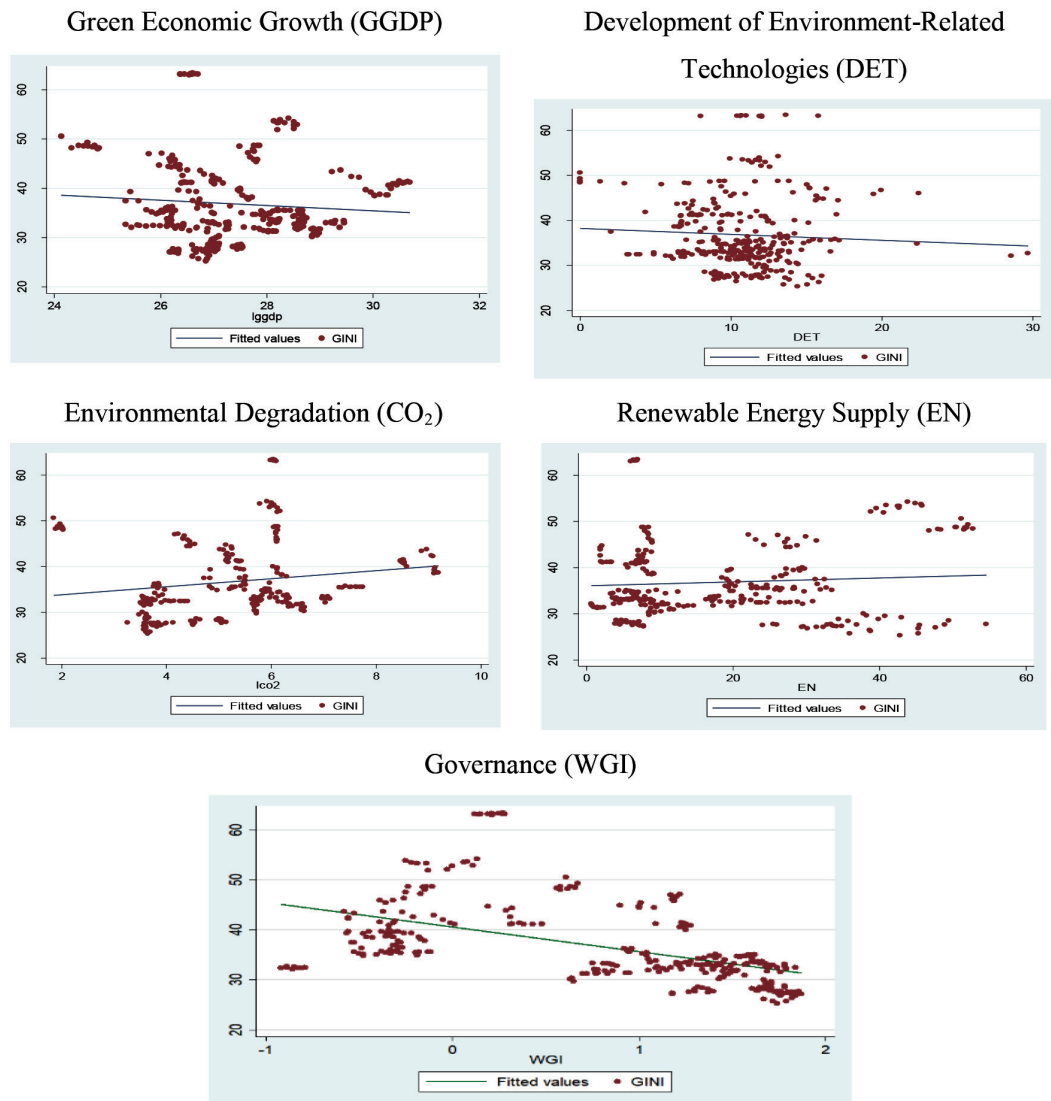 Green Economic Growth (GGDP)
20 30 40 50 60
24 26 28 30 32
lggdp
Fitted values GINI
Development of Environment-Related
Technologies (DET)
20 30 40 50 60
0 10 20 30
DET
Fitted values GINI
Environmental Degradation (CO₂)
20 30 40 50 60
2 4 6 8 10
lco2
Fitted values GINI
Renewable Energy Supply (EN)
20 30 40 50 60
0 20 40 60
EN
Fitted values GINI
Governance (WGI)
20 30 40 50 60
-1 0 1 2
WGI
Fitted values GINI